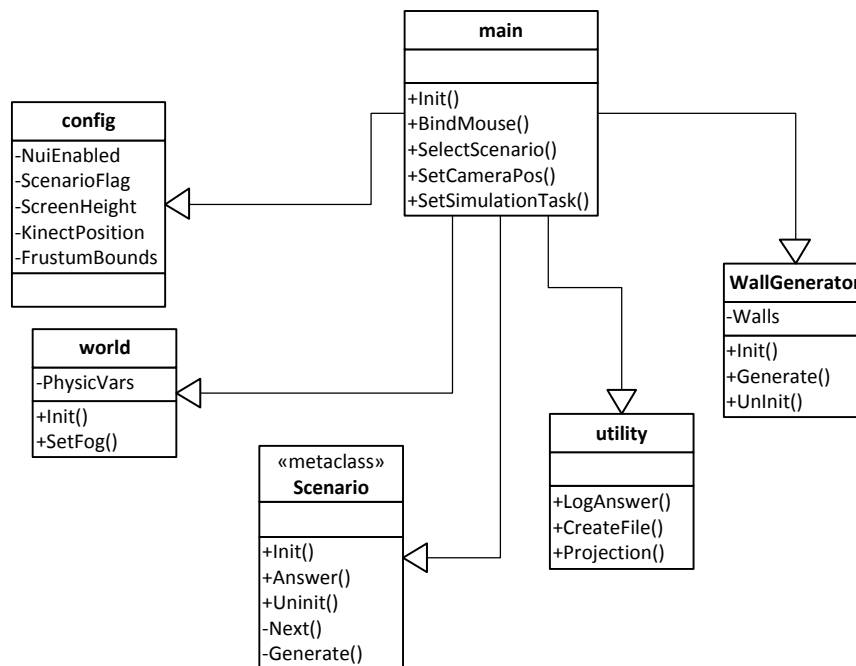 main
+Init()
+BindMouse()
+SelectScenario()
+SetCameraPos()
+SetSimulationTask()
config
-NuiEnabled
-ScenarioFlag
-ScreenHeight
-KinectPosition
-FrustumBounds
WallGenerator
-Walls
+Init()
+Generate()
+UnInit()
world
-PhysicVars
+Init()
+SetFog()
utility
+LogAnswer()
+CreateFile()
+Projection()
«metaclass»
Scenario
+Init()
+Answer()
+Uninit()
-Next()
-Generate()